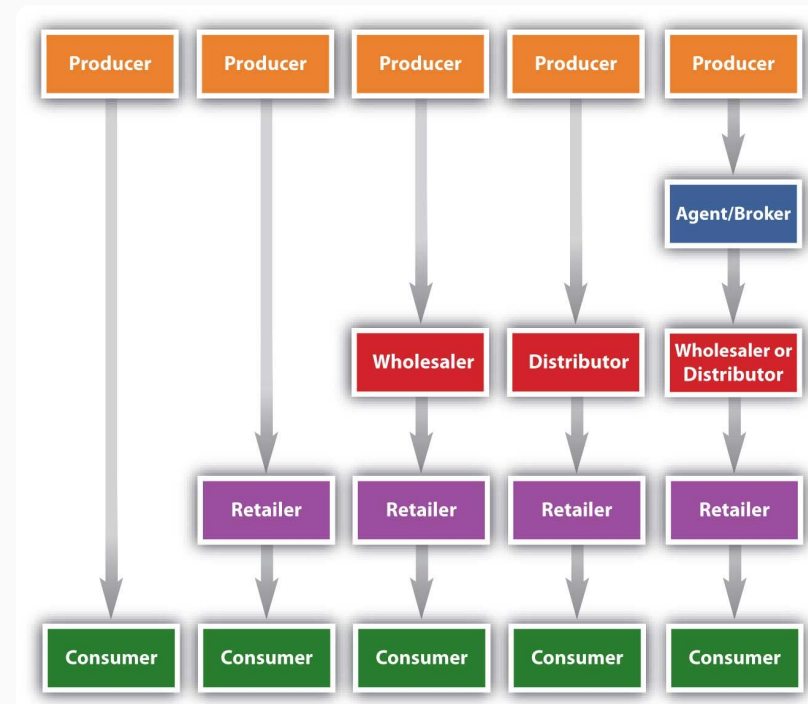 Producer
Producer
Producer
Producer
Producer
Agent/Broker
Wholesaler
Distributor
Wholesaler or
Distributor
Retailer
Retailer
Retailer
Retailer
Consumer
Consumer
Consumer
Consumer
Consumer